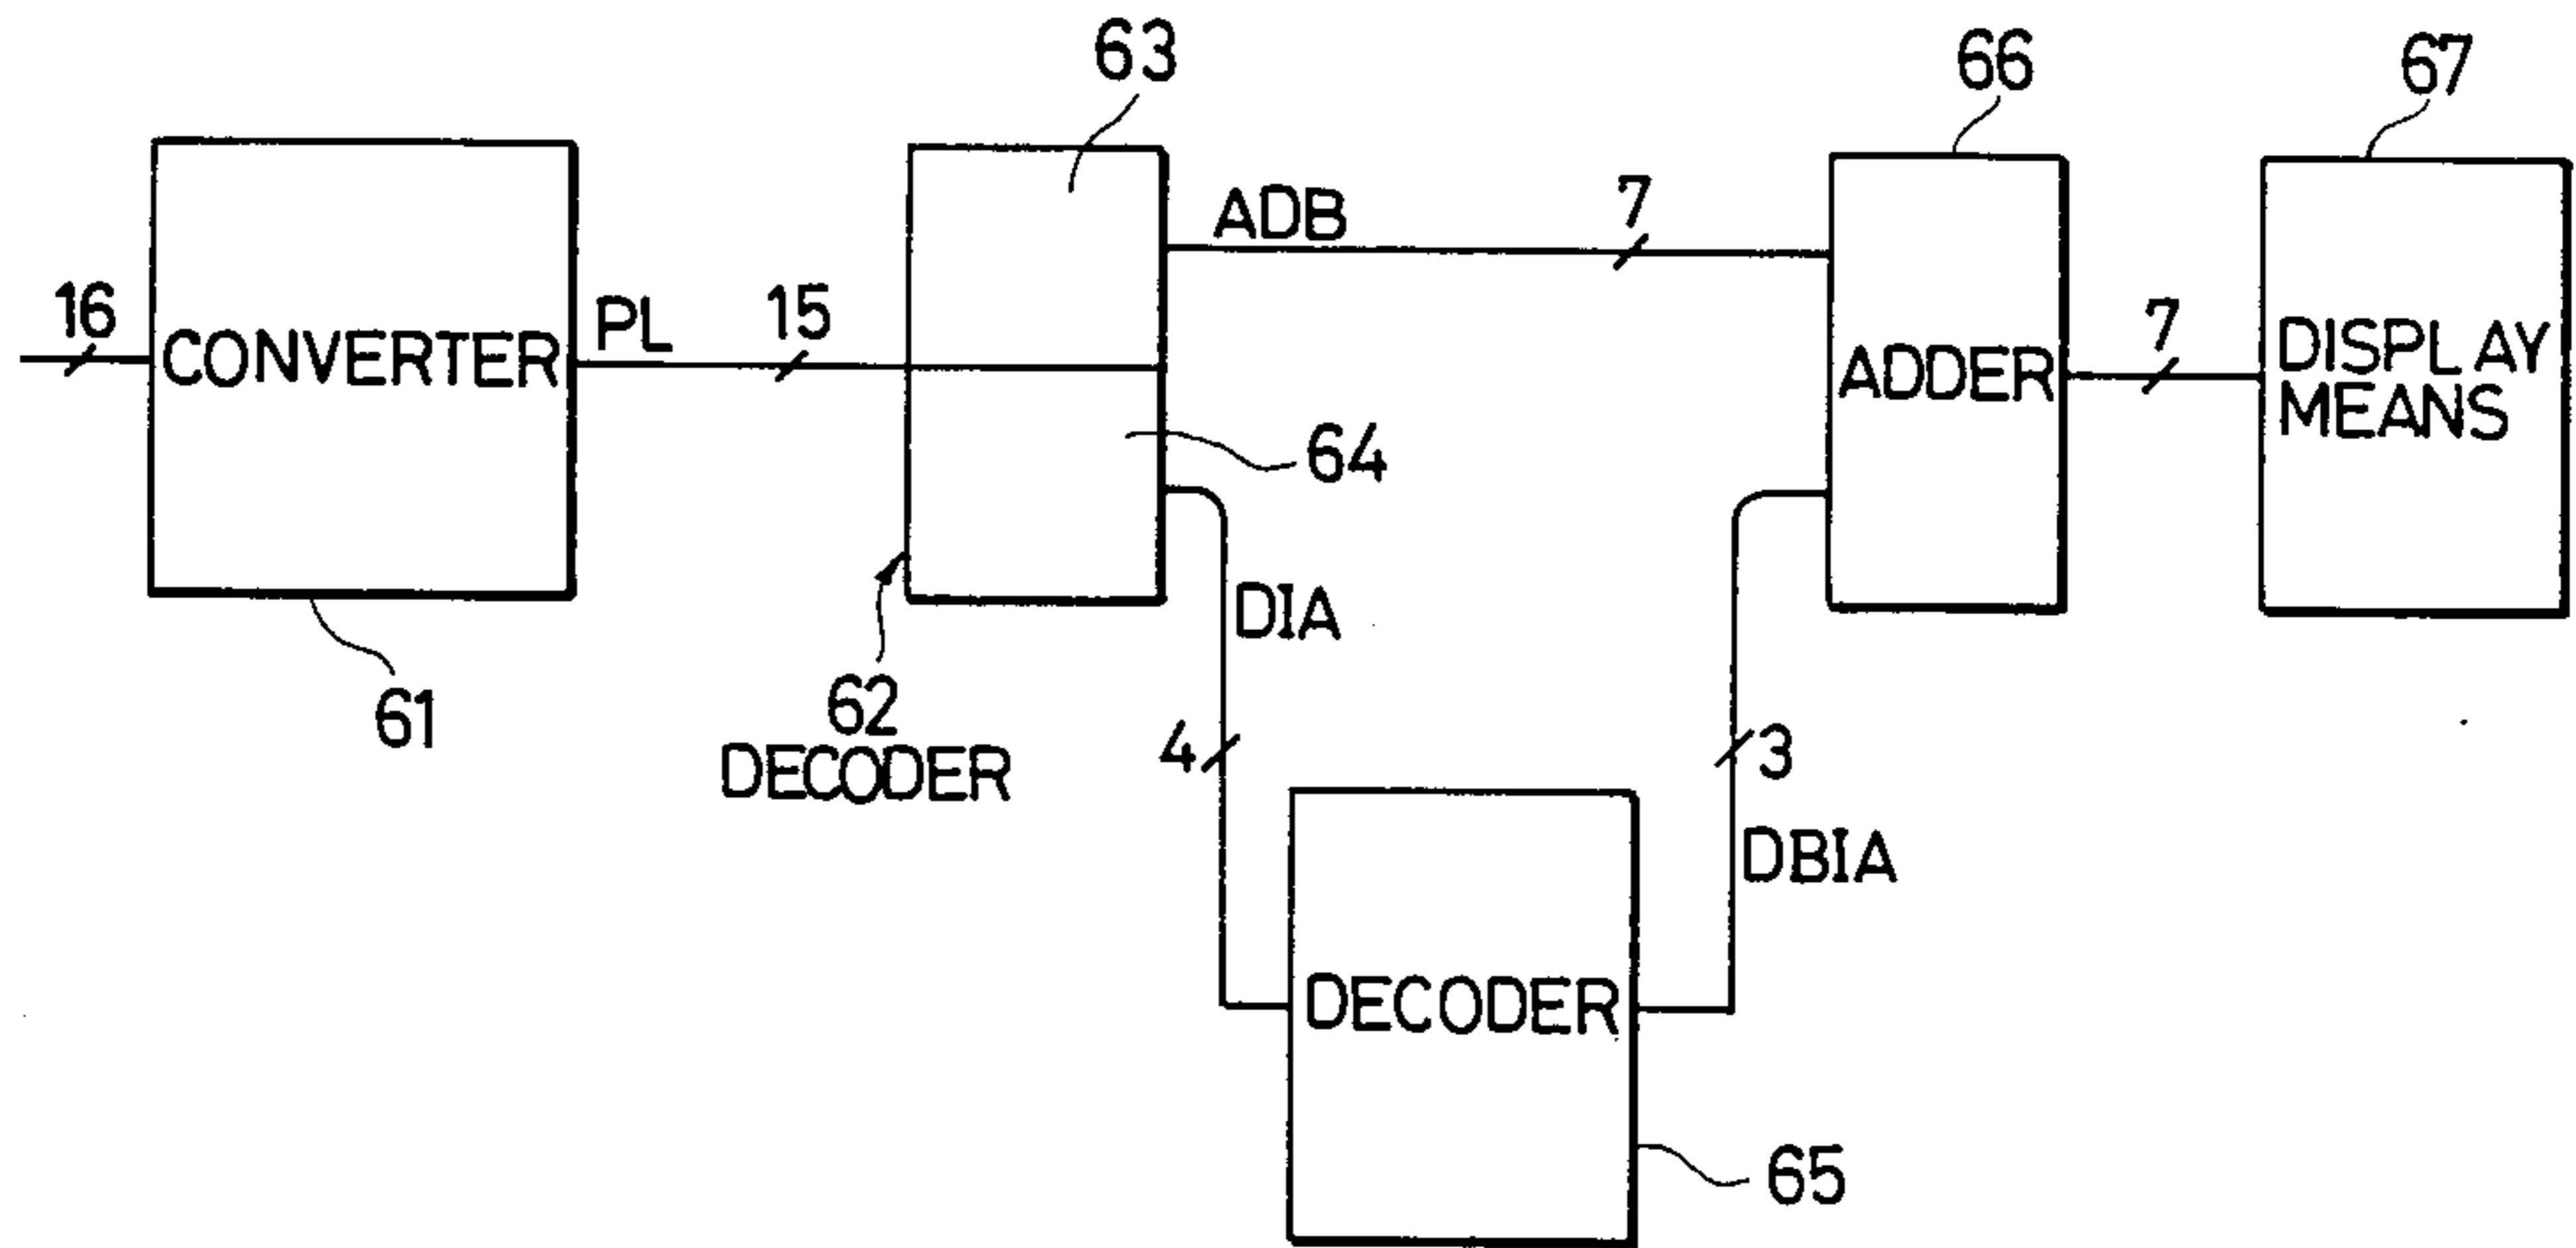 63
66
67
16
CONVERTER
PL
15
ADB
7
ADDER
7
DISPLAY
MEANS
64
61
62
DECODER
DIA
4
3
DBIA
DECODER
65